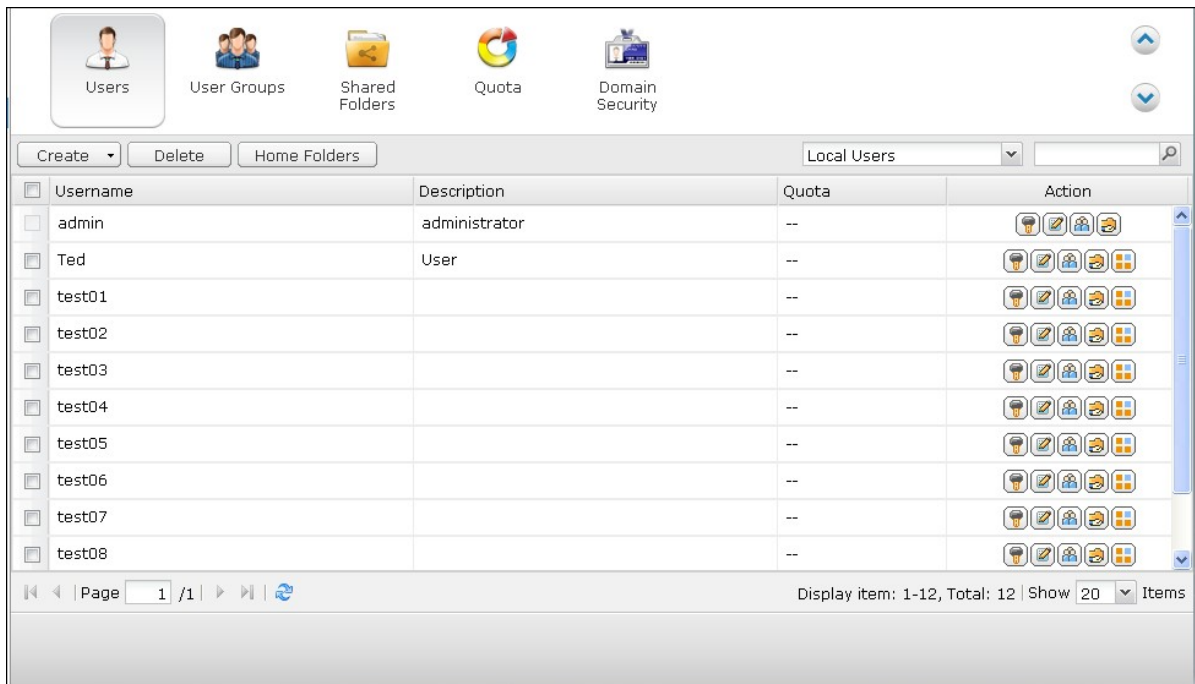 Users User Groups Shared Folders Quota Domain Security
Create Delete Home Folders Local Users
Username Description Quota Action
admin administrator --
Ted User --
test01 --
test02 --
test03 --
test04 --
test05 --
test06 --
test07 --
test08 --
Page 1 /1 Display item: 1-12, Total: 12 Show 20 Items